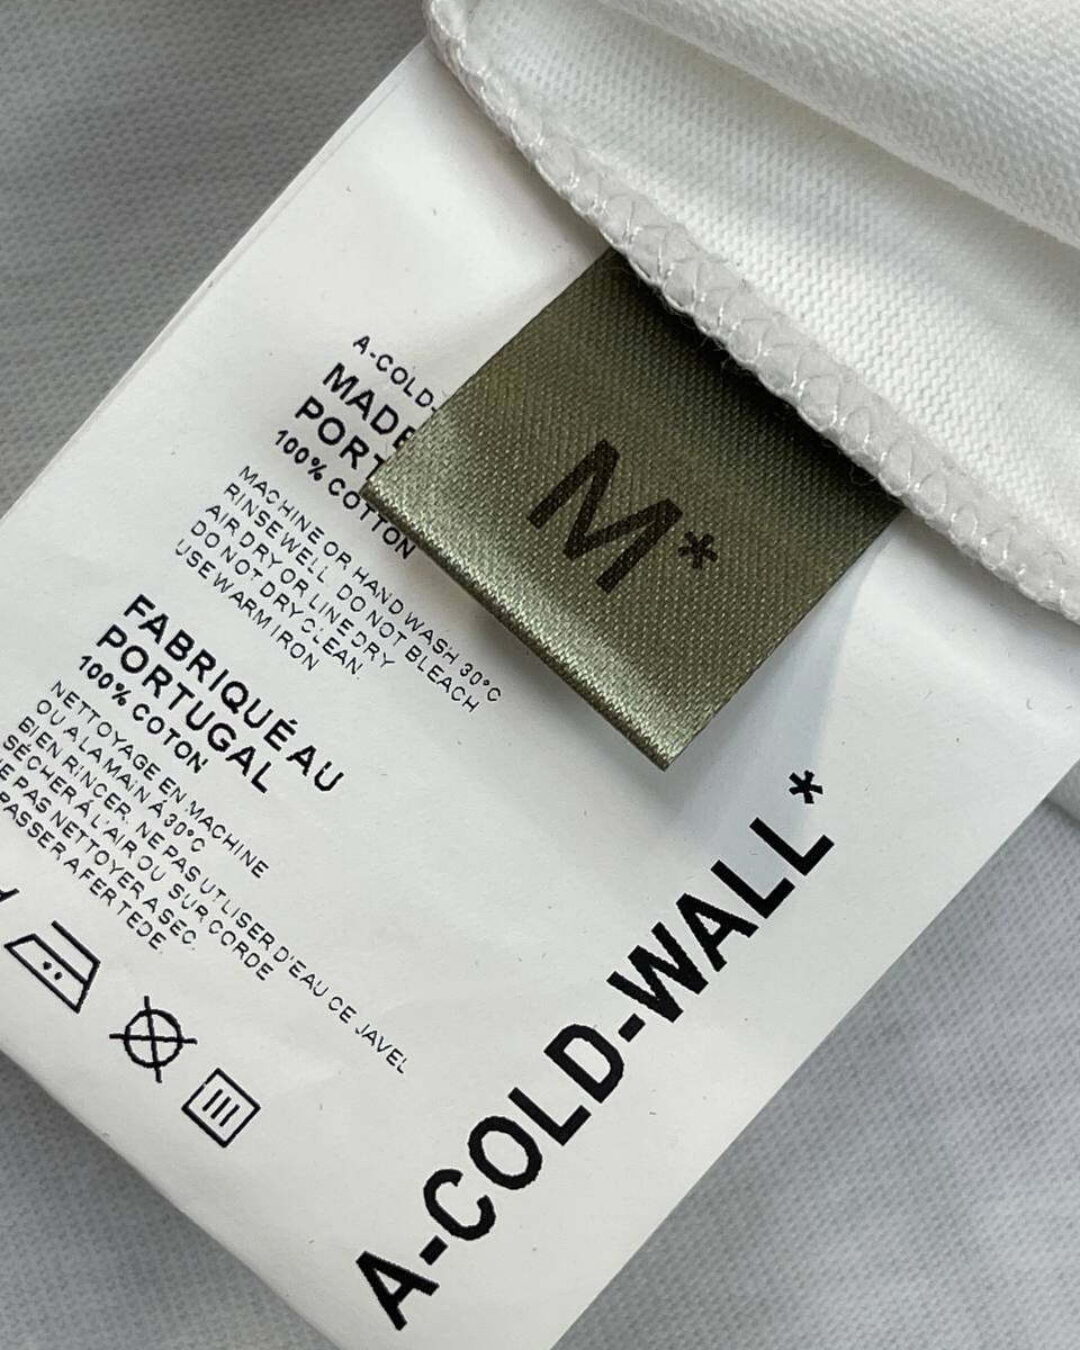 A-COLD-
MADE
PORT
100% COTTON
MACHINE OR HAND WASH 30°C
RINSE WELL DO NOT BLEACH
AIR DRY OR LINE DRY
DO NOT DRY CLEAN.
USE WARM IRON
FABRIQUÉ AU
PORTUGAL
100% COTON
NETTOYAGE EN MACHINE
OU A LA MAIN Á 30°C
BIEN RINCER. NE PAS UTLISER D'EAU CE JAVEL
SÉCHER Á L'AIR OU SUR CORDE
NE PAS NETTOYER A SEC.
PASSER A FER TEDE.
M*
A-COLD-WALL*